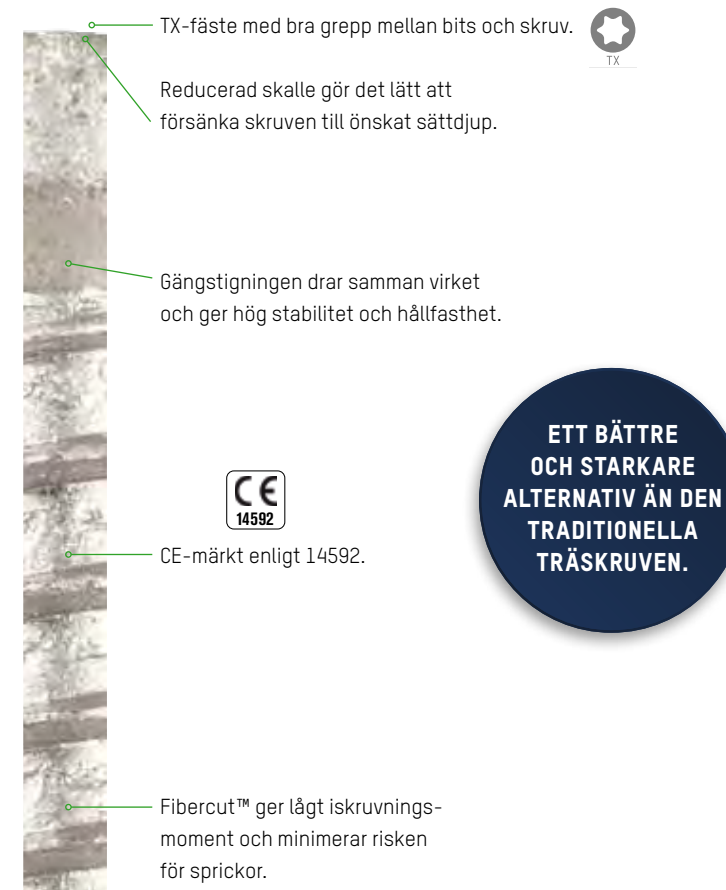 TX-fäste med bra grepp mellan bits och skruv.
TX
Reducerad skalle gör det lätt att
försänka skruven till önskat sättdjup.
Gängstigningen drar samman virket
och ger hög stabilitet och hållfasthet.
ETT BÄTTRE
OCH STARKARE
ALTERNATIV ÄN DEN
TRADITIONELLA
TRÄSKRUVEN.
CE
14592
CE-märkt enligt 14592.
Fibercut™ ger lågt iskruvnings-
moment och minimerar risken
för sprickor.